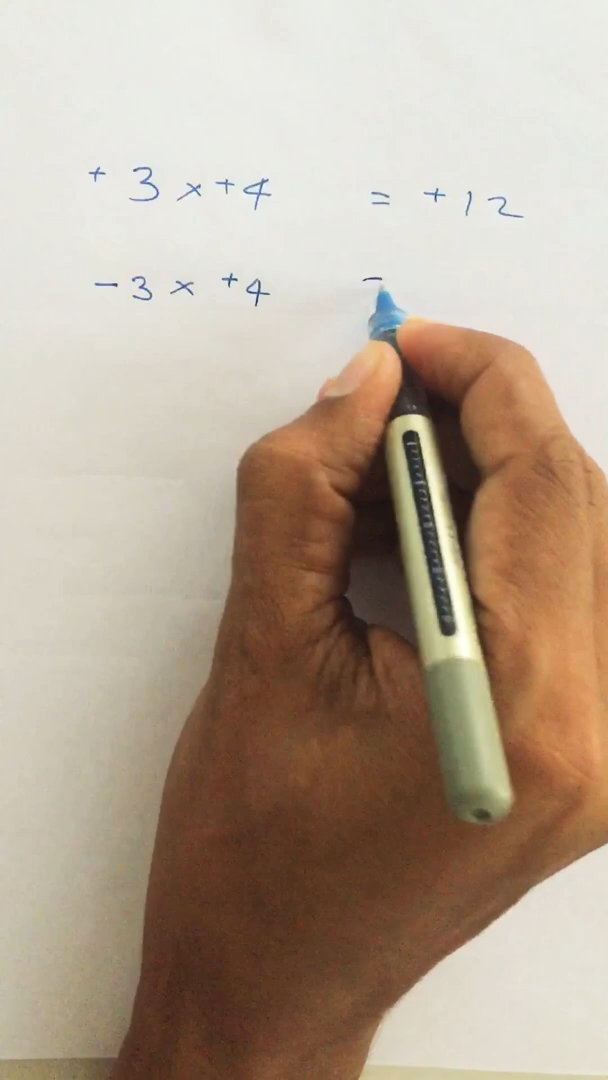 +3 x +4 = +12
-3 x +4 -